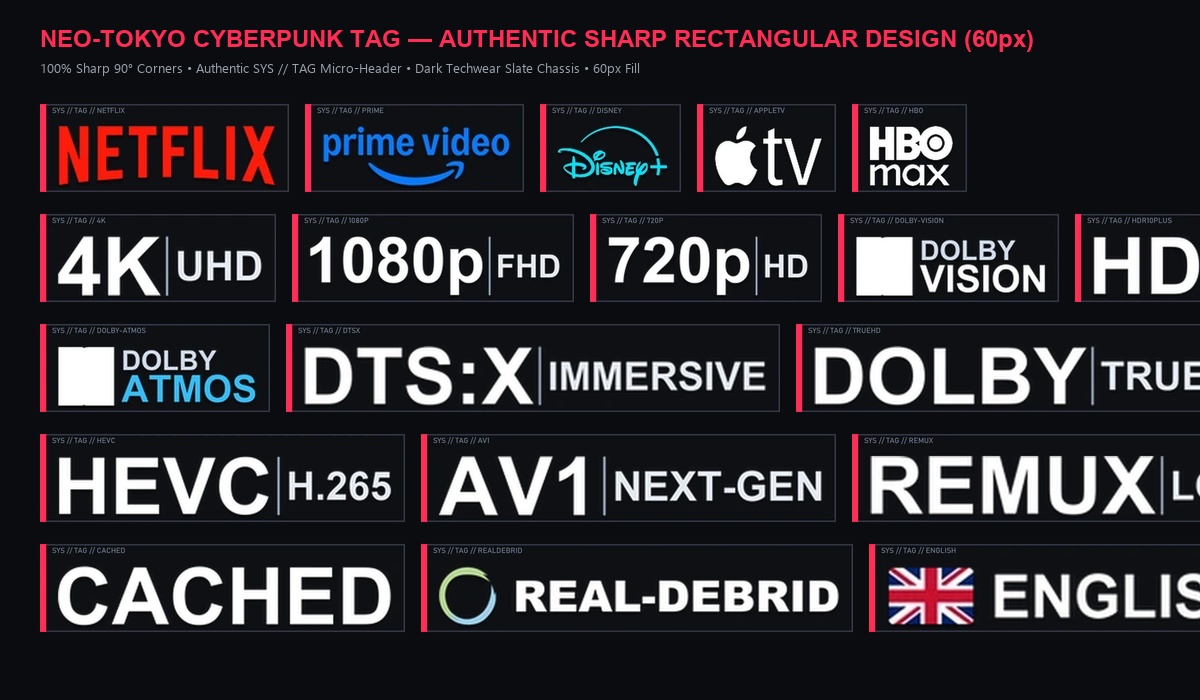 NEO-TOKYO CYBERPUNK TAG — AUTHENTIC SHARP RECTANGULAR DESIGN (60px)
100% Sharp 90° Corners • Authentic SYS // TAG Micro-Header • Dark Techwear Slate Chassis • 60px Fill
SYS // TAG // NETFLIX
NETFLIX
SYS // TAG // PRIME
prime video
SYS // TAG // DISNEY
Disney+
SYS // TAG // APPLETV
tv
SYS // TAG // HBO
HBO
max
SYS // TAG // 4K
4K UHD
SYS // TAG // 1080P
1080p FHD
SYS // TAG // 720P
720p HD
SYS // TAG // DOLBY-VISION
DOLBY
VISION
SYS // TAG // HDR10PLUS
HD
SYS // TAG // DOLBY-ATMOS
DOLBY
ATMOS
SYS // TAG // DTSX
DTS:X IMMERSIVE
SYS // TAG // TRUEHD
DOLBY TRUE
SYS // TAG // HEVC
HEVC H.265
SYS // TAG // AV1
AV1 NEXT-GEN
SYS // TAG // REMUX
REMUX L
SYS // TAG // CACHED
CACHED
SYS // TAG // REALDEBRID
REAL-DEBRID
SYS // TAG // ENGLISH
ENGLIS